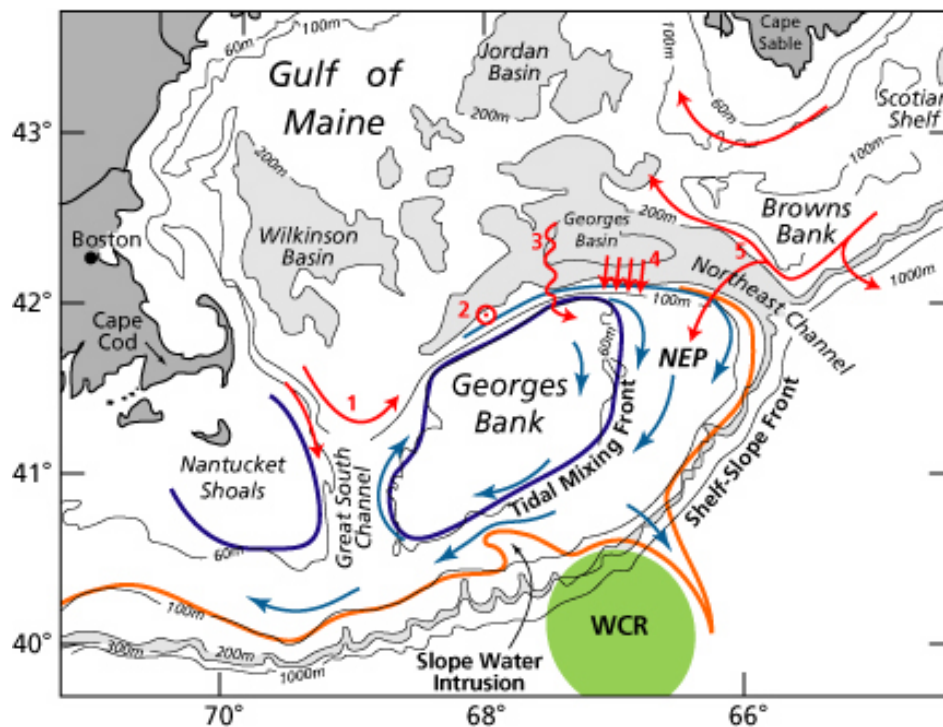 60m
100m
Gulf of
Maine
Jordan
Basin
200m
Cape
Sable
60m
Scotian
Shelf
100m
43°
200m
Wilkinson
Basin
Boston
Cape
Cod
3
Georges
Basin
4
200m
5
Browns
Bank
1000m
Northeast Channel
42°
2
100m
60m
NEP
1
Georges
Bank
41°
Nantucket
Shoals
Great South
Channel
Tidal Mixing Front
Shelf-Slope Front
60m
100m
40°
300m
200m
1000m
Slope Water
Intrusion
WCR
70°
68°
66°